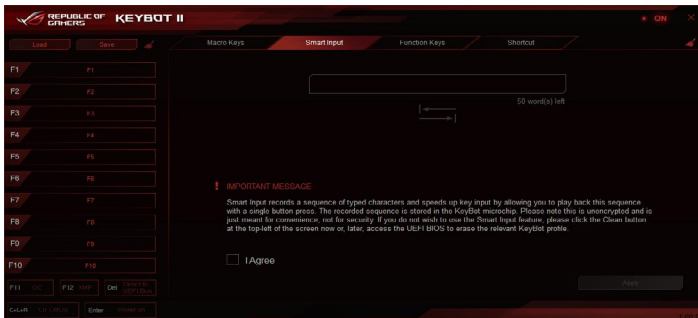 REPUBLIC OF GAMERS KEYBOT II
ON
Load Save
Macro Keys Smart Input Function Keys Shortcut
F1 F1
F2 F2
F3 F3
F4 F4
F5 F5
F6 F6
F7 F7
F8 F8
F9 F9
F10 F10
F11 OC F12 XMP Del Direct to UEFI Bios
C+L+R Enter
50 word(s) left
! IMPORTANT MESSAGE
Smart Input records a sequence of typed characters and speeds up key input by allowing you to play back this sequence
with a single button press. The recorded sequence is stored in the KeyBot microchip. Please note this is unencrypted and is
just meant for convenience, not for security. If you do not wish to use the Smart Input feature, please click the Clean button
at the top-left of the screen now or, later, access the UEFI BIOS to erase the relevant KeyBot profile.
I Agree
Apply